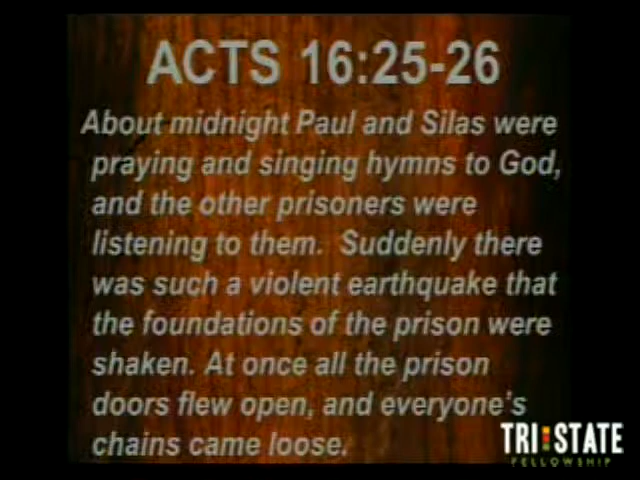 ACTS 16:25-26
About midnight Paul and Silas were
praying and singing hymns to God,
and the other prisoners were
listening to them.  Suddenly there
was such a violent earthquake that
the foundations of the prison were
shaken. At once all the prison
doors flew open, and everyone's
chains came loose.
TRI STATE
FELLOWSHIP